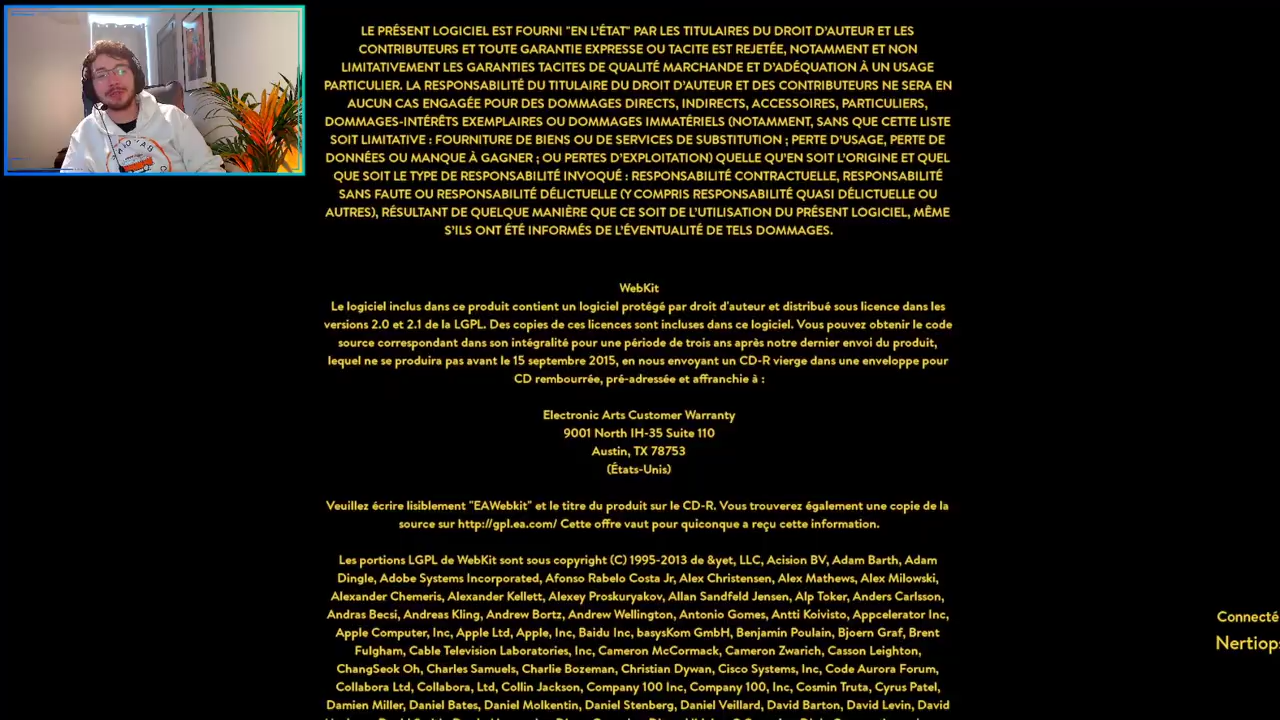 LE PRÉSENT LOGICIEL EST FOURNI "EN L'ÉTAT" PAR LES TITULAIRES DU DROIT D'AUTEUR ET LES
CONTRIBUTEURS ET TOUTE GARANTIE EXPRESSE OU TACITE EST REJETÉE, NOTAMMENT ET NON
LIMITATIVEMENT LES GARANTIES TACITES DE QUALITÉ MARCHANDE ET D'ADÉQUATION À UN USAGE
PARTICULIER. LA RESPONSABILITÉ DU TITULAIRE DU DROIT D'AUTEUR ET DES CONTRIBUTEURS NE SERA EN
AUCUN CAS ENGAGÉE POUR DES DOMMAGES DIRECTS, INDIRECTS, ACCESSOIRES, PARTICULIERS,
DOMMAGES-INTÉRÊTS EXEMPLAIRES OU DOMMAGES IMMATÉRIELS (NOTAMMENT, SANS QUE CETTE LISTE
SOIT LIMITATIVE : FOURNITURE DE BIENS OU DE SERVICES DE SUBSTITUTION ; PERTE D'USAGE, PERTE DE
DONNÉES OU MANQUE À GAGNER ; OU PERTES D'EXPLOITATION) QUELLE QU'EN SOIT L'ORIGINE ET QUEL
QUE SOIT LE TYPE DE RESPONSABILITÉ INVOQUÉ : RESPONSABILITÉ CONTRACTUELLE, RESPONSABILITÉ
SANS FAUTE OU RESPONSABILITÉ DÉLICTUELLE (Y COMPRIS RESPONSABILITÉ QUASI DÉLICTUELLE OU
AUTRES), RÉSULTANT DE QUELQUE MANIÈRE QUE CE SOIT DE L'UTILISATION DU PRÉSENT LOGICIEL, MÊME
S'ILS ONT ÉTÉ INFORMÉS DE L'ÉVENTUALITÉ DE TELS DOMMAGES.
WebKit
Le logiciel inclus dans ce produit contient un logiciel protégé par droit d'auteur et distribué sous licence dans les
versions 2.0 et 2.1 de la LGPL. Des copies de ces licences sont incluses dans ce logiciel. Vous pouvez obtenir le code
source correspondant dans son intégralité pour une période de trois ans après notre dernier envoi du produit,
lequel ne se produira pas avant le 15 septembre 2015, en nous envoyant un CD-R vierge dans une enveloppe pour
CD rembourrée, pré-adressée et affranchie à :
Electronic Arts Customer Warranty
9001 North IH-35 Suite 110
Austin, TX 78753
(États-Unis)
Veuillez écrire lisiblement "EAWebkit" et le titre du produit sur le CD-R. Vous trouverez également une copie de la
source sur http://gpl.ea.com/ Cette offre vaut pour quiconque a reçu cette information.
Les portions LGPL de WebKit sont sous copyright (C) 1995-2013 de &yet, LLC, Acision BV, Adam Barth, Adam
Dingle, Adobe Systems Incorporated, Afonso Rabelo Costa Jr, Alex Christensen, Alex Mathews, Alex Milowski,
Alexander Chemeris, Alexander Kellett, Alexey Proskuryakov, Allan Sandfeld Jensen, Alp Toker, Anders Carlsson,
Andras Becsi, Andreas Kling, Andrew Bortz, Andrew Wellington, Antonio Gomes, Antti Koivisto, Appcelerator Inc,
Apple Computer, Inc, Apple Ltd, Apple, Inc, Baidu Inc, basysKom GmbH, Benjamin Poulain, Bjoern Graf, Brent
Fulgham, Cable Television Laboratories, Inc, Cameron McCormack, Cameron Zwarich, Casson Leighton,
ChangSeok Oh, Charles Samuels, Charlie Bozeman, Christian Dywan, Cisco Systems, Inc, Code Aurora Forum,
Collabora Ltd, Collabora, Ltd, Collin Jackson, Company 100 Inc, Company 100, Inc, Cosmin Truta, Cyrus Patel,
Damien Miller, Daniel Bates, Daniel Molkentin, Daniel Stenberg, Daniel Veillard, David Barton, David Levin, David
Connecté
Nertiops